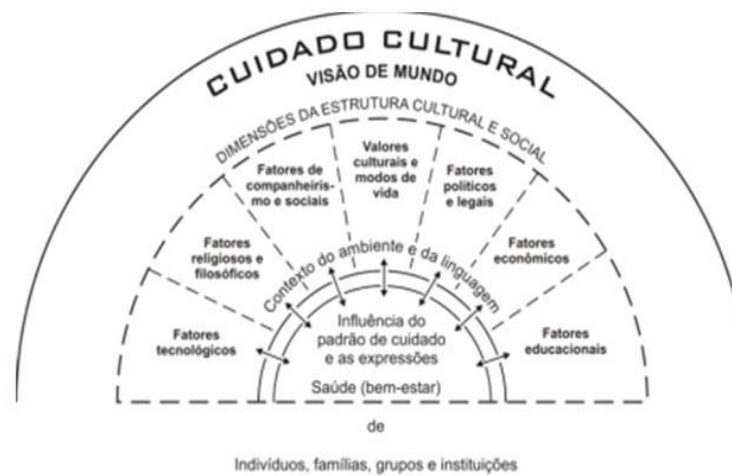 CUIDADO CULTURAL
VISÃO DE MUNDO
DIMENSÕES DA ESTRUTURA CULTURAL E SOCIAL
Fatores
tecnológicos
Fatores
religiosos e
filosóficos
Fatores de
companheiris-
mo e sociais
Valores
culturais e
modos de
vida
Fatores
políticos
e legais
Fatores
econômicos
Fatores
educacionais
Contexto do ambiente e da linguagem
Influência do
padrão de cuidado
e as expressões
Saúde (bem-estar)
de
Indivíduos, famílias, grupos e instituições